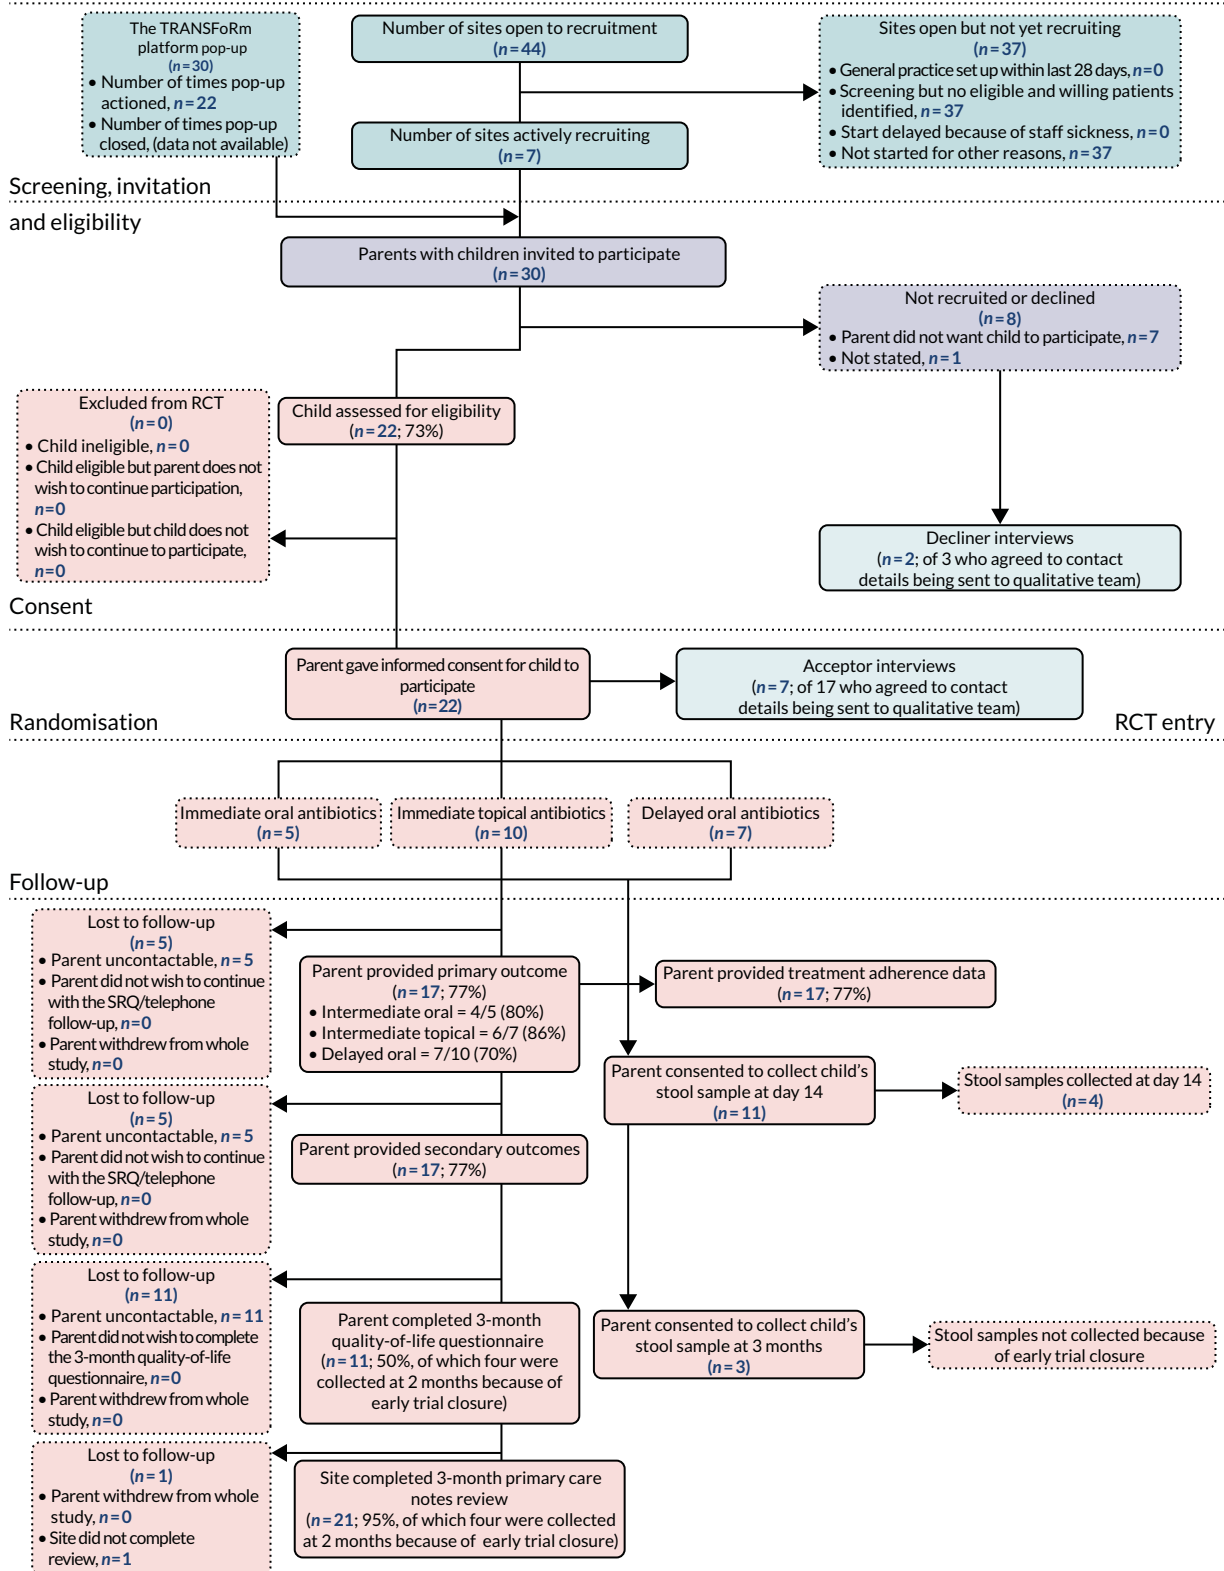 The TRANSFoRm
platform pop-up
(n=30)
• Number of times pop-up
actioned, n=22
• Number of times pop-up
closed, (data not available)
Number of sites open to recruitment
(n=44)
Sites open but not yet recruiting
(n=37)
• General practice set up within last 28 days, n=0
• Screening but no eligible and willing patients
identified, n=37
• Start delayed because of staff sickness, n=0
• Not started for other reasons, n=37
Number of sites actively recruiting
(n=7)
Screening, invitation
and eligibility
Parents with children invited to participate
(n=30)
Not recruited or declined
(n=8)
• Parent did not want child to participate, n=7
• Not stated, n=1
Excluded from RCT
(n=0)
• Child ineligible, n=0
• Child eligible but parent does not
wish to continue participation,
n=0
• Child eligible but child does not
wish to continue to participate,
n=0
Child assessed for eligibility
(n=22; 73%)
Decliner interviews
(n=2; of 3 who agreed to contact
details being sent to qualitative team)
Consent
Parent gave informed consent for child to
participate
(n=22)
Acceptor interviews
(n=7; of 17 who agreed to contact
details being sent to qualitative team)
Randomisation
RCT entry
Immediate oral antibiotics
(n=5)
Immediate topical antibiotics
(n=10)
Delayed oral antibiotics
(n=7)
Follow-up
Lost to follow-up
(n=5)
• Parent uncontactable, n=5
• Parent did not wish to continue
with the SRQ/telephone
follow-up, n=0
• Parent withdrew from whole
study, n=0
Parent provided primary outcome
(n=17; 77%)
• Intermediate oral = 4/5 (80%)
• Intermediate topical = 6/7 (86%)
• Delayed oral = 7/10 (70%)
Parent provided treatment adherence data
(n=17; 77%)
Parent consented to collect child's
stool sample at day 14
(n=11)
Stool samples collected at day 14
(n=4)
Lost to follow-up
(n=5)
• Parent uncontactable, n=5
• Parent did not wish to continue
with the SRQ/telephone
follow-up, n=0
• Parent withdrew from whole
study, n=0
Parent provided secondary outcomes
(n=17; 77%)
Lost to follow-up
(n=11)
• Parent uncontactable, n=11
• Parent did not wish to complete
the 3-month quality-of-life
questionnaire, n=0
• Parent withdrew from whole
study, n=0
Parent completed 3-month
quality-of-life questionnaire
(n=11; 50%, of which four were
collected at 2 months because of
early trial closure)
Parent consented to collect child's
stool sample at 3 months
(n=3)
Stool samples not collected because
of early trial closure
Lost to follow-up
(n=1)
• Parent withdrew from whole
study, n=0
• Site did not complete
review, n=1
Site completed 3-month primary care
notes review
(n=21; 95%, of which four were collected
at 2 months because of early trial closure)